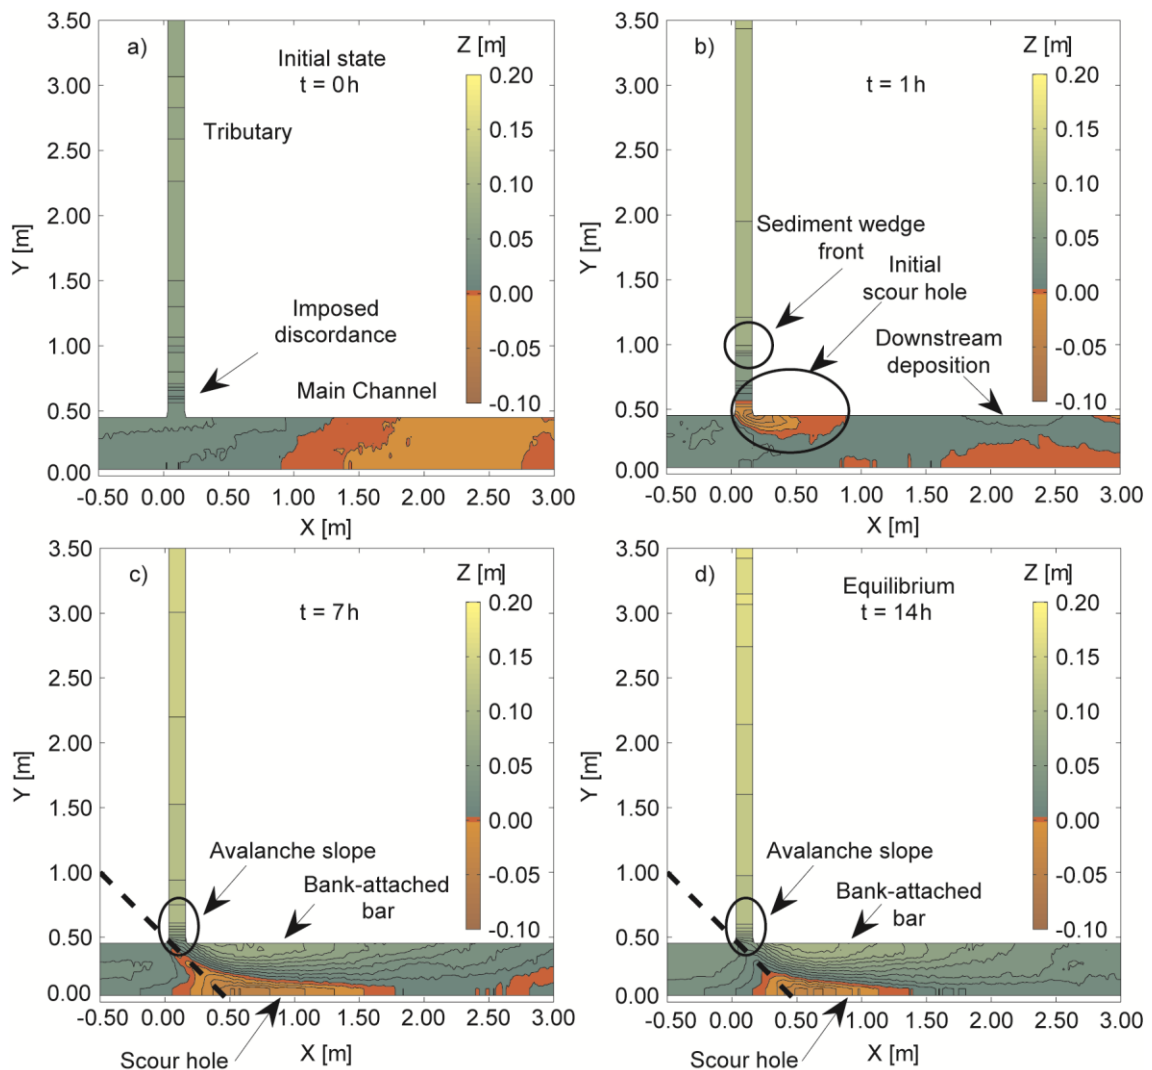 a)
Initial state
t = 0h
Z [m]
Tributary
Imposed
discordance
Main Channel
3.50
3.00
2.50
2.00
1.50
1.00
0.50
0.00
Y [m]
0.20
0.15
0.10
0.05
0.00
-0.05
-0.10
-0.50 0.00 0.50 1.00 1.50 2.00 2.50 3.00
X [m]
b)
t = 1h
Z [m]
Sediment wedge
front
Initial
scour hole
Downstream
deposition
3.50
3.00
2.50
2.00
1.50
1.00
0.50
0.00
Y [m]
0.20
0.15
0.10
0.05
0.00
-0.05
-0.10
-0.50 0.00 0.50 1.00 1.50 2.00 2.50 3.00
X [m]
c)
t = 7h
Z [m]
Avalanche slope
Bank-attached
bar
3.50
3.00
2.50
2.00
1.50
1.00
0.50
0.00
Y [m]
0.20
0.15
0.10
0.05
0.00
-0.05
-0.10
-0.50 0.00 0.50 1.00 1.50 2.00 2.50 3.00
X [m]
Scour hole
d)
Equilibrium
t = 14h
Z [m]
Avalanche slope
Bank-attached
bar
3.50
3.00
2.50
2.00
1.50
1.00
0.50
0.00
Y [m]
0.20
0.15
0.10
0.05
0.00
-0.05
-0.10
-0.50 0.00 0.50 1.00 1.50 2.00 2.50 3.00
X [m]
Scour hole